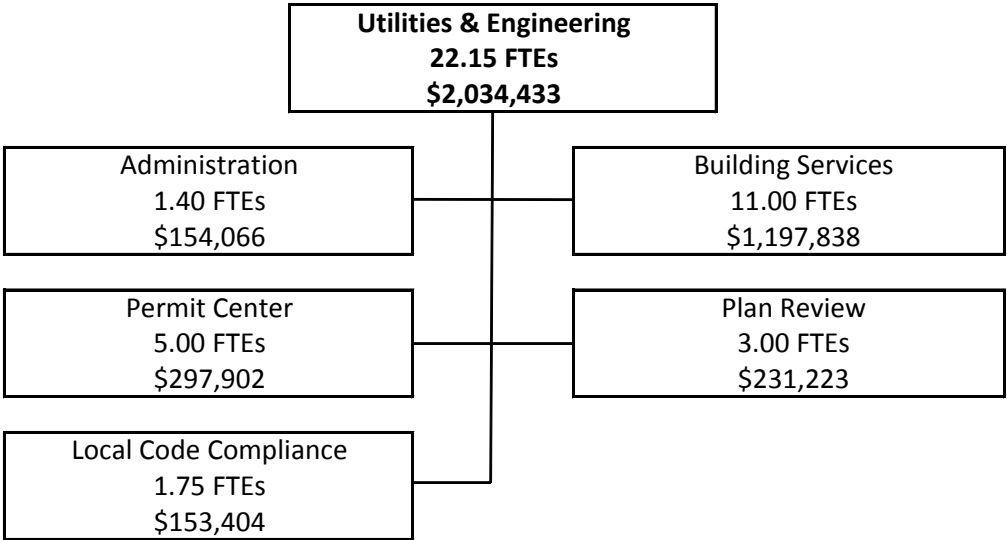 Utilities & Engineering
22.15 FTEs
$2,034,433
Administration
1.40 FTEs
$154,066
Building Services
11.00 FTEs
$1,197,838
Permit Center
5.00 FTEs
$297,902
Plan Review
3.00 FTEs
$231,223
Local Code Compliance
1.75 FTEs
$153,404